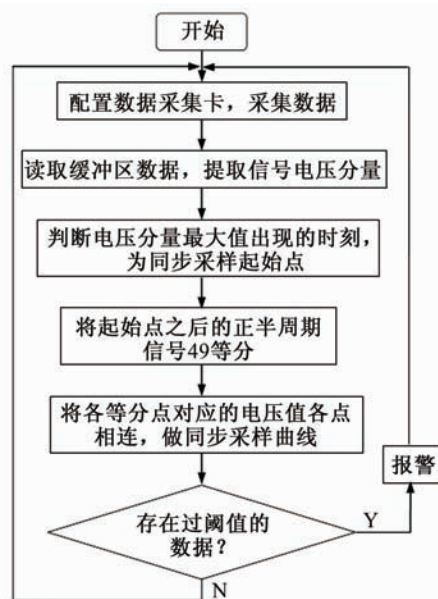 开始
配置数据采集卡，采集数据
读取缓冲区数据，提取信号电压分量
判断电压分量最大值出现的时刻，
为同步采样起始点
将起始点之后的正半周期
信号49等分
将各等分点对应的电压值各点
相连，做同步采样曲线
报警
存在过阈值的
数据？
Y
N